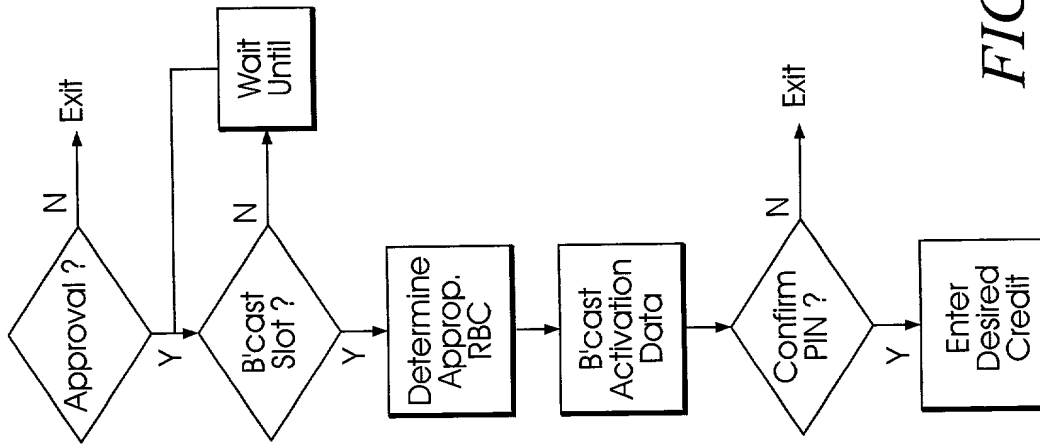 Approval ?
N
Exit
Y
B'cast
Slot ?
N
Wait
Until
Y
Determine
Approp.
RBC
B'cast
Activation
Data
Confirm
PIN ?
N
Exit
Y
Enter
Desired
Credit
FIG